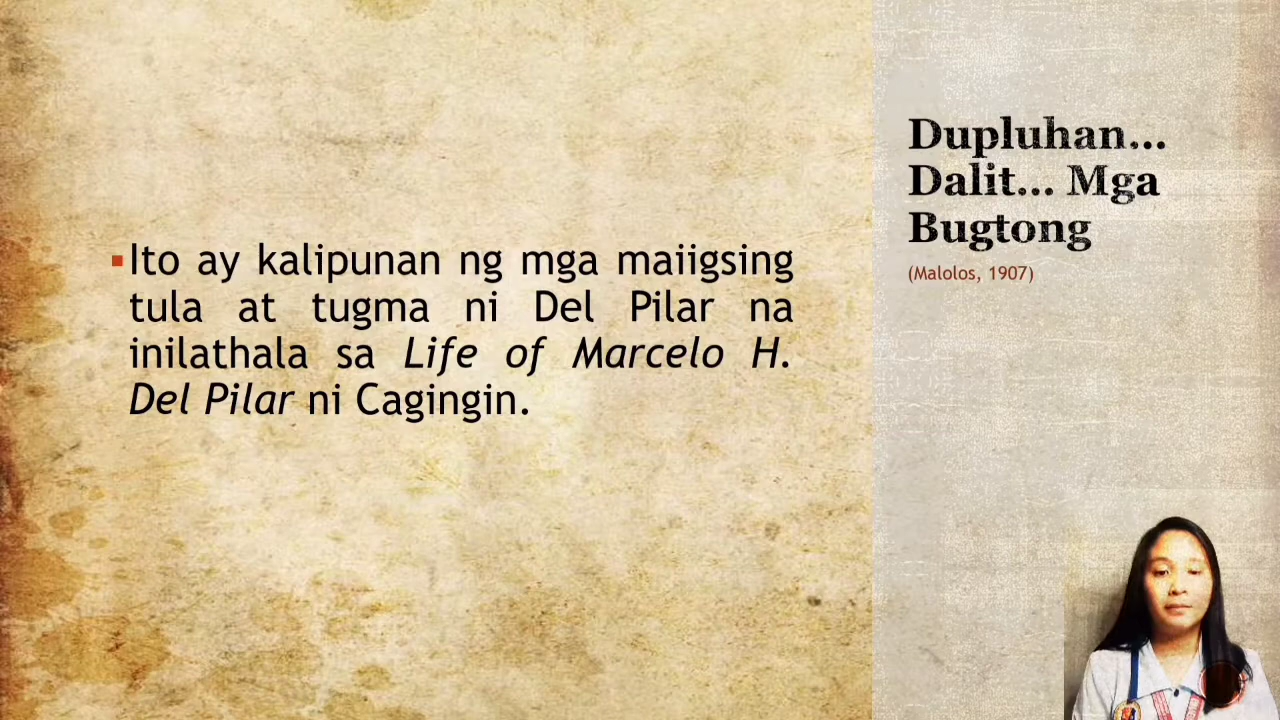 Dupluhan...
Dalit... Mga
Bugtong
(Malolos, 1907)
▪Ito ay kalipunan ng mga maiigsing
tula at tugma ni Del Pilar na
inilathala sa Life of Marcelo H.
Del Pilar ni Cagingin.